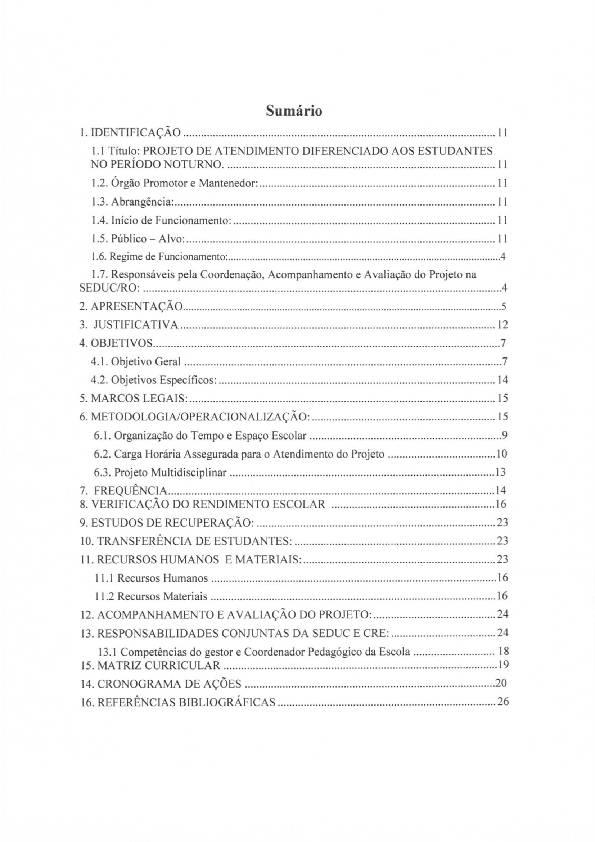 Sumário
1. IDENTIFICAÇÃO ........ 11
1.1 Título: PROJETO DE ATENDIMENTO DIFERENCIADO AOS ESTUDANTES
NO PERÍODO NOTURNO. ........ 11
1.2. Órgão Promotor e Mantenedor: ........ 11
1.3. Abrangência: ........ 11
1.4. Início de Funcionamento: ........ 11
1.5. Público – Alvo: ........ 11
1.6. Regime de Funcionamento: ........ 4
1.7. Responsáveis pela Coordenação, Acompanhamento e Avaliação do Projeto na
SEDUC/RO: ........ 4
2. APRESENTAÇÃO ........ 5
3. JUSTIFICATIVA ........ 12
4. OBJETIVOS ........ 7
4.1. Objetivo Geral ........ 7
4.2. Objetivos Específicos: ........ 14
5. MARCOS LEGAIS: ........ 15
6. METODOLOGIA/OPERACIONALIZAÇÃO: ........ 15
6.1. Organização do Tempo e Espaço Escolar ........ 9
6.2. Carga Horária Assegurada para o Atendimento do Projeto ........ 10
6.3. Projeto Multidisciplinar ........ 13
7. FREQUÊNCIA ........ 14
8. VERIFICAÇÃO DO RENDIMENTO ESCOLAR ........ 16
9. ESTUDOS DE RECUPERAÇÃO: ........ 23
10. TRANSFERÊNCIA DE ESTUDANTES: ........ 23
11. RECURSOS HUMANOS E MATERIAIS: ........ 23
11.1 Recursos Humanos ........ 16
11.2 Recursos Materiais ........ 16
12. ACOMPANHAMENTO E AVALIAÇÃO DO PROJETO: ........ 24
13. RESPONSABILIDADES CONJUNTAS DA SEDUC E CRE: ........ 24
13.1 Competências do gestor e Coordenador Pedagógico da Escola ........ 18
15. MATRIZ CURRICULAR ........ 19
14. CRONOGRAMA DE AÇÕES ........ 20
16. REFERÊNCIAS BIBLIOGRÁFICAS ........ 26